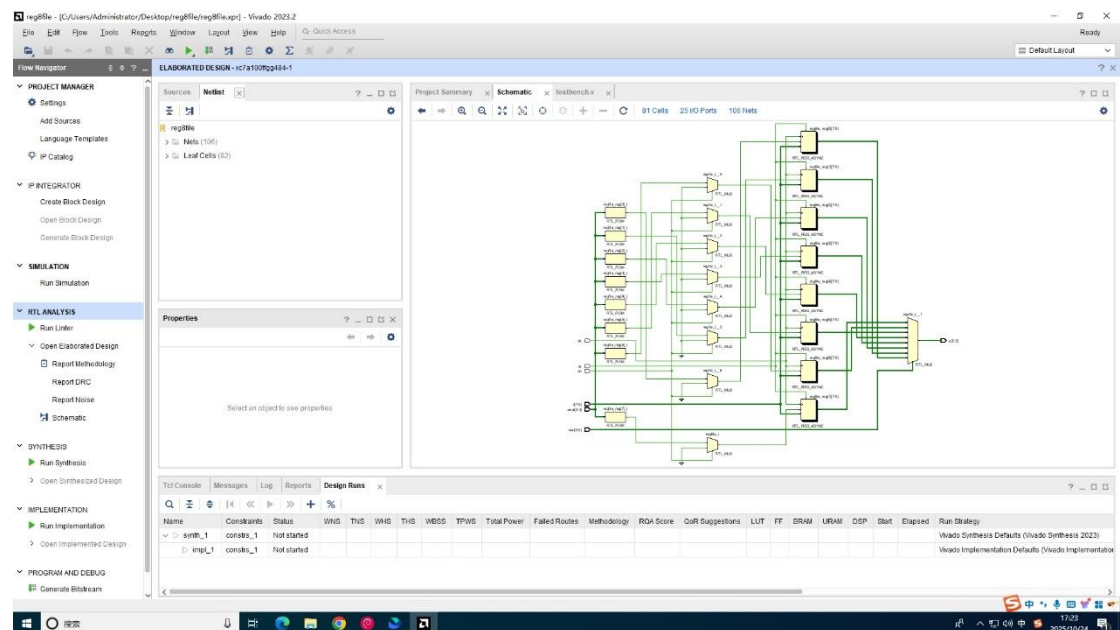 reg8file - [C:/Users/Administrator/Desktop/reg8file/reg8file.xpr] - Vivado 2023.2
File Edit Flow Tools Reports Window Layout View Help Q- Quick Access
Ready
Default Layout
Flow Navigator
ELABORATED DESIGN - xc7a100tfgg484-1
PROJECT MANAGER
Settings
Add Sources
Language Templates
IP Catalog
IP INTEGRATOR
Create Block Design
Open Block Design
Generate Block Design
SIMULATION
Run Simulation
RTL ANALYSIS
Run Linter
Open Elaborated Design
Report Methodology
Report DRC
Report Noise
Schematic
SYNTHESIS
Run Synthesis
Open Synthesized Design
IMPLEMENTATION
Run Implementation
Open Implemented Design
PROGRAM AND DEBUG
Generate Bitstream
Sources Netlist
reg8file
Nets (106)
Leaf Cells (82)
Properties
Select an object to see properties
Project Summary Schematic testbench.v
81 Cells 25 I/O Ports 106 Nets
RTL_ROM
RTL_MUX
RTL_REG_ASYNC
Tcl Console Messages Log Reports Design Runs
Name Constraints Status WNS TNS WHS THS WBSS TPWS Total Power Failed Routes Methodology RQA Score QoR Suggestions LUT FF BRAM URAM DSP Start Elapsed Run Strategy
synth_1 constrs_1 Not started Vivado Synthesis Defaults (Vivado Synthesis 2023)
impl_1 constrs_1 Not started Vivado Implementation Defaults (Vivado Implementation
搜索
中
17:23
2025/10/24